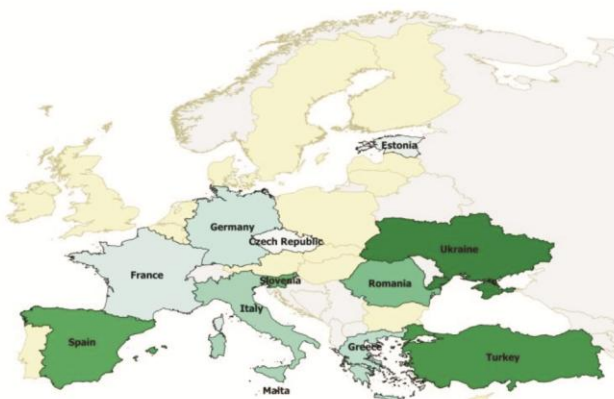 Estonia
Germany
Czech Republic
Ukraine
France
Slovenia
Romania
Italy
Spain
Greece
Turkey
Malta